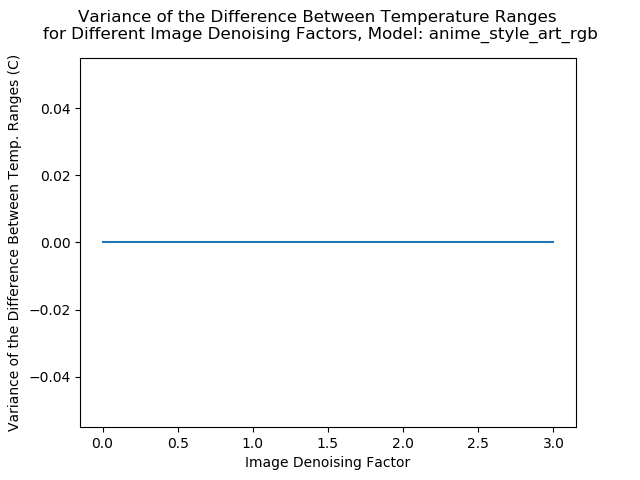 Variance of the Difference Between Temperature Ranges
for Different Image Denoising Factors, Model: anime_style_art_rgb
Variance of the Difference Between Temp. Ranges (C)
0.04
0.02
0.00
−0.02
−0.04
0.0 0.5 1.0 1.5 2.0 2.5 3.0
Image Denoising Factor